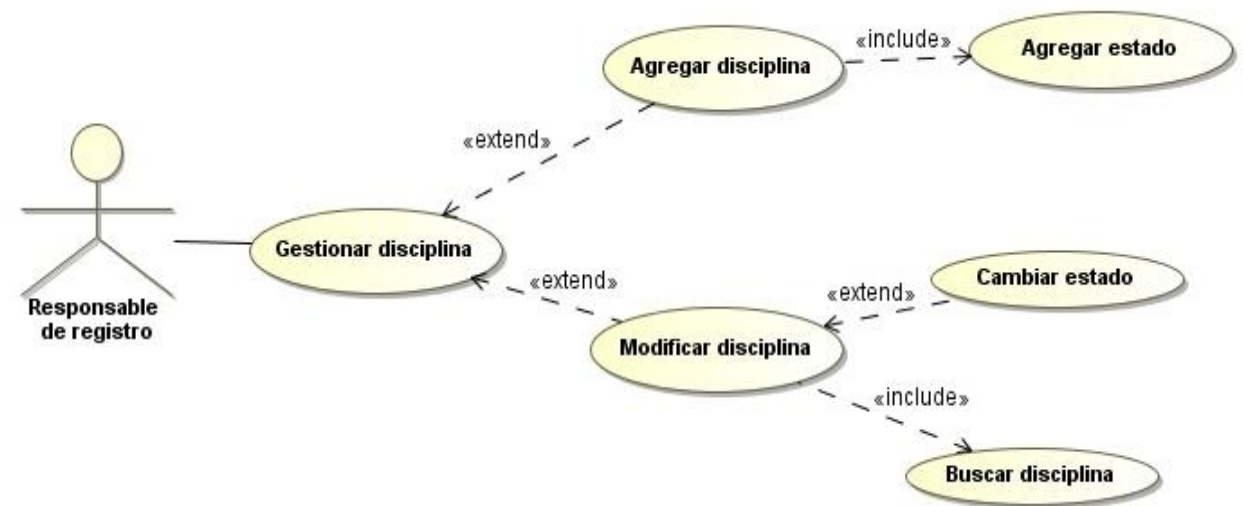 Agregar disciplina
«include»
Agregar estado
«extend»
Gestionar disciplina
Responsable
de registro
«extend»
Modificar disciplina
«extend»
Cambiar estado
«include»
Buscar disciplina